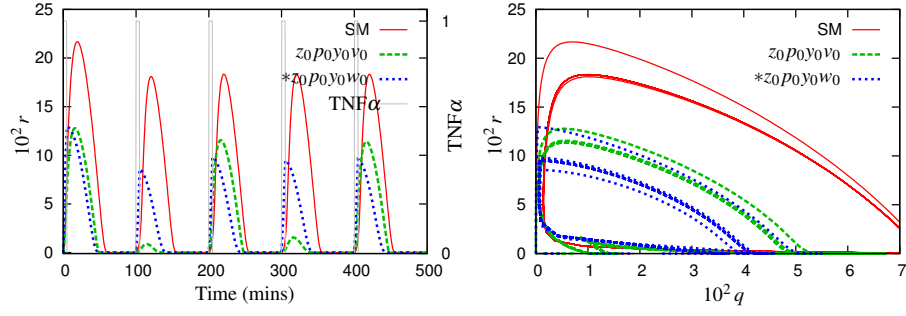 25
20
15
10
5
0
10² r
0 100 200 300 400 500
Time (mins)
1
0
TNFα
SM
z₀p₀y₀v₀
*z₀p₀y₀w₀
TNFα
25
20
15
10
5
0
10² r
0 1 2 3 4 5 6 7
10² q
SM
z₀p₀y₀v₀
*z₀p₀y₀w₀